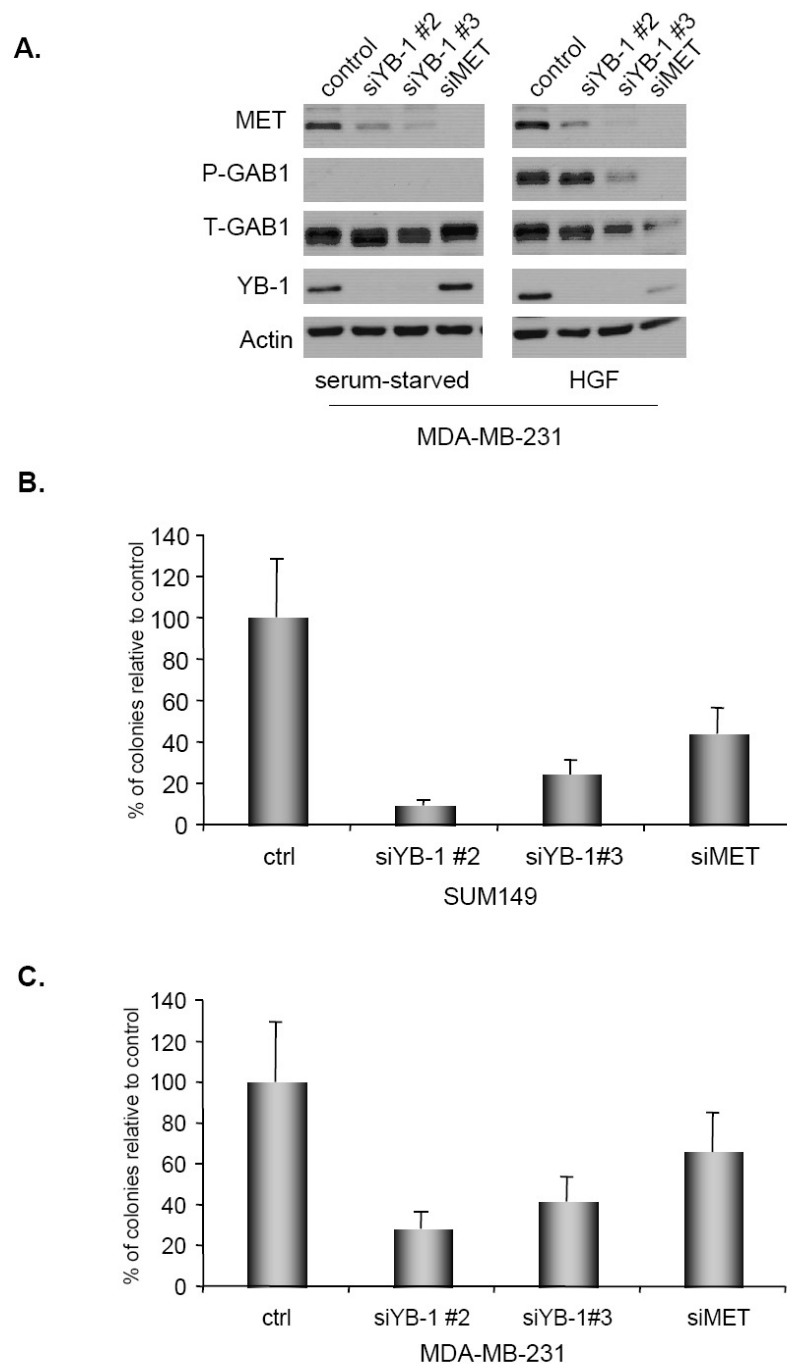 A.
control siYB-1 #2 siYB-1 #3 siMET control siYB-1 #2 siYB-1 #3 siMET
MET
P-GAB1
T-GAB1
YB-1
Actin
serum-starved HGF
MDA-MB-231
B.
% of colonies relative to control
140
120
100
80
60
40
20
0
ctrl siYB-1 #2 siYB-1#3 siMET
SUM149
C.
% of colonies relative to control
140
120
100
80
60
40
20
0
ctrl siYB-1 #2 siYB-1#3 siMET
MDA-MB-231